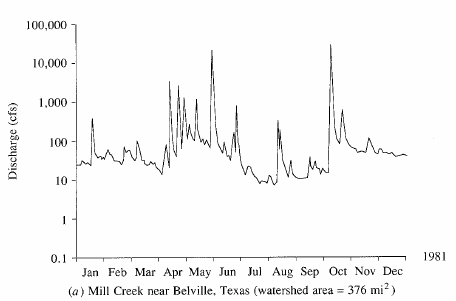 100,000
10,000
1,000
100
10
1
0.1
Discharge (cfs)
Jan Feb Mar Apr May Jun Jul Aug Sep Oct Nov Dec
1981
(a) Mill Creek near Belville, Texas (watershed area = 376 mi²)